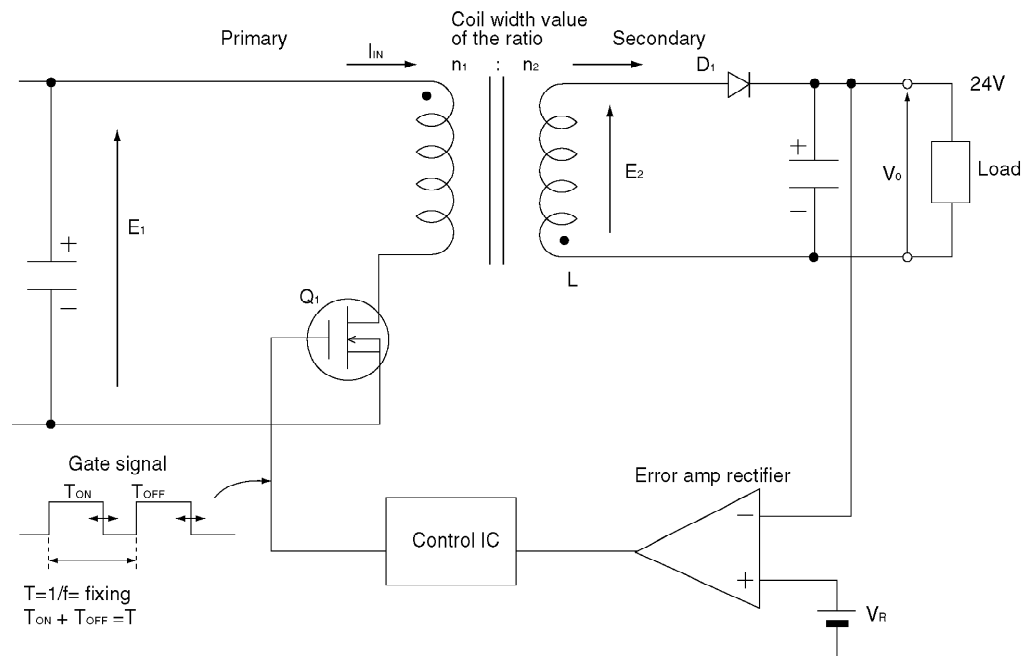 Coil width value
of the ratio
Primary
Secondary
IIN
n1 : n2
D1
24V
+
−
E1
E2
+
−
Vo
Load
L
Q1
Gate signal
TON
TOFF
Error amp rectifier
−
+
Control IC
T=1/f= fixing
TON + TOFF =T
VR